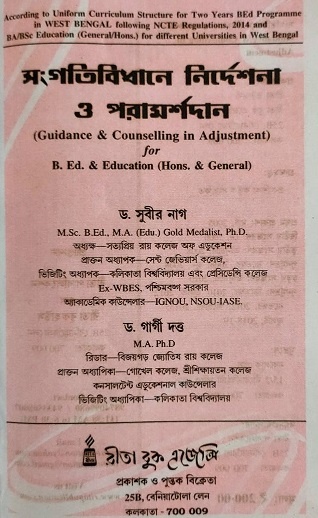 According to Uniform Curriculum Structure for Two Years BEd Programme
in WEST BENGAL following NCTE Regulations, 2014 and
BA/BSc Education (General/Hons.) for different Universities in West Bengal
সংগতিবিধানে নির্দেশনা
ও পরামর্শদান
(Guidance & Counselling in Adjustment)
for
B. Ed. & Education (Hons. & General)
ড. সুবীর নাগ
M.Sc. B.Ed., M.A. (Edu.) Gold Medalist, Ph.D.
অধ্যক্ষ—সত্যপ্রিয় রায় কলেজ অফ এডুকেশন
প্রাক্তন অধ্যাপক—সেন্ট জেভিয়ার্স কলেজ,
ভিজিটিং অধ্যাপক—কলিকাতা বিশ্ববিদ্যালয় এবং প্রেসিডেন্সি কলেজ
Ex-WBES, পশ্চিমবঙ্গ সরকার
অ্যাকাডেমিক কাউন্সেলার—IGNOU, NSOU-IASE.
ড. গার্গী দত্ত
M.A. Ph.D
রিডার—বিজয়গড় জ্যোতিষ রায় কলেজ
প্রাক্তন অধ্যাপিকা—গোখেল কলেজ, শ্রীশিক্ষায়তন কলেজ
কনসালটেন্ট এডুকেশনাল কাউন্সেলার
ভিজিটিং অধ্যাপিকা—কলিকাতা বিশ্ববিদ্যালয়
রীতা বুক এজেন্সি
প্রকাশক ও পুস্তক বিক্রেতা
25B, বেনিয়াটোলা লেন
কলকাতা - 700 009